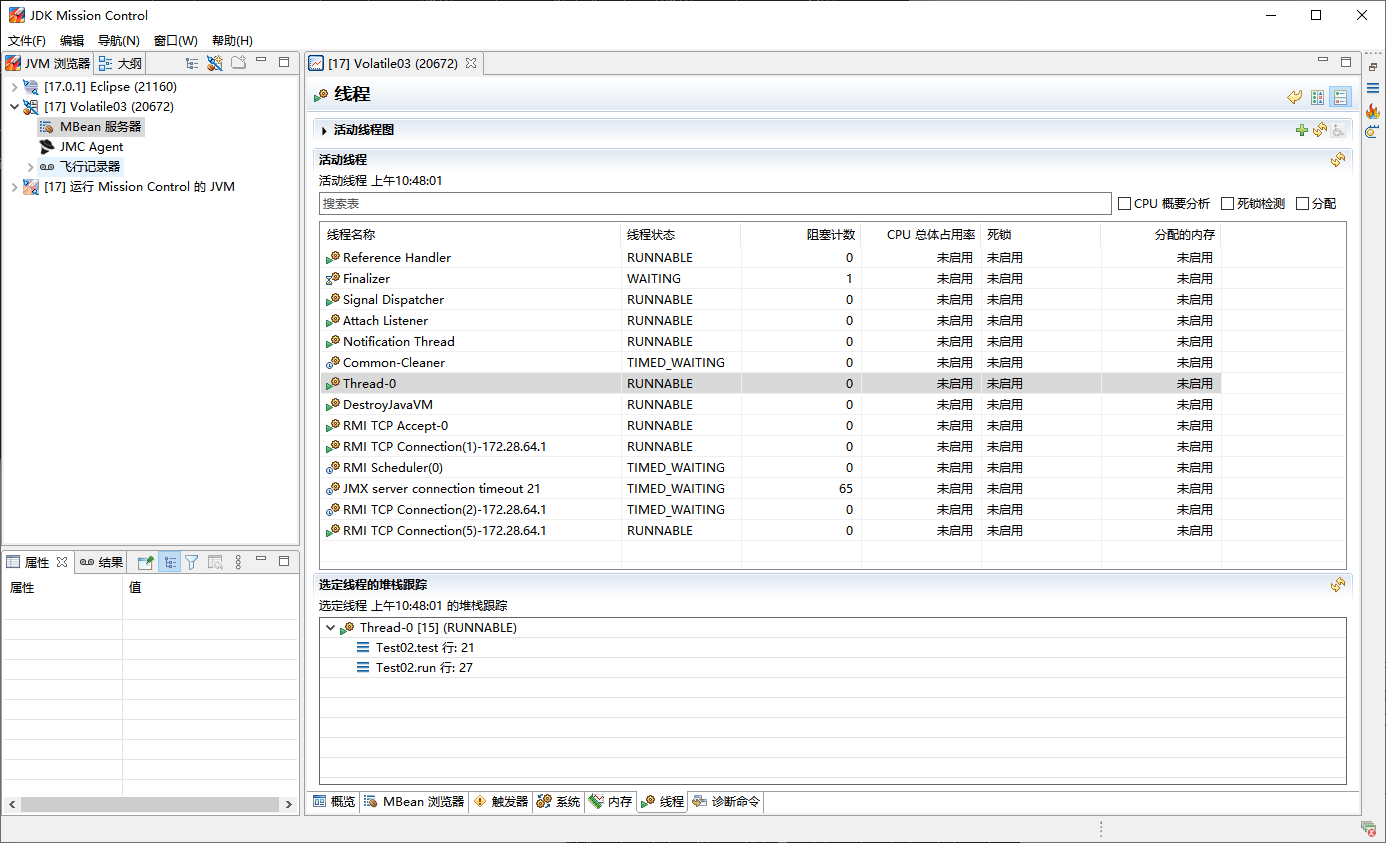 JDK Mission Control
文件(F) 编辑 导航(N) 窗口(W) 帮助(H)
JVM 浏览器 大纲
[17.0.1] Eclipse (21160)
[17] Volatile03 (20672)
MBean 服务器
JMC Agent
飞行记录器
[17] 运行 Mission Control 的 JVM
属性 结果
属性 值
[17] Volatile03 (20672)
线程
活动线程图
活动线程
活动线程 上午10:48:01
搜索表 CPU 概要分析 死锁检测 分配
线程名称 线程状态 阻塞计数 CPU 总体占用率 死锁 分配的内存
Reference Handler RUNNABLE 0 未启用 未启用 未启用
Finalizer WAITING 1 未启用 未启用 未启用
Signal Dispatcher RUNNABLE 0 未启用 未启用 未启用
Attach Listener RUNNABLE 0 未启用 未启用 未启用
Notification Thread RUNNABLE 0 未启用 未启用 未启用
Common-Cleaner TIMED_WAITING 0 未启用 未启用 未启用
Thread-0 RUNNABLE 0 未启用 未启用 未启用
DestroyJavaVM RUNNABLE 0 未启用 未启用 未启用
RMI TCP Accept-0 RUNNABLE 0 未启用 未启用 未启用
RMI TCP Connection(1)-172.28.64.1 RUNNABLE 0 未启用 未启用 未启用
RMI Scheduler(0) TIMED_WAITING 0 未启用 未启用 未启用
JMX server connection timeout 21 TIMED_WAITING 65 未启用 未启用 未启用
RMI TCP Connection(2)-172.28.64.1 TIMED_WAITING 0 未启用 未启用 未启用
RMI TCP Connection(5)-172.28.64.1 RUNNABLE 0 未启用 未启用 未启用
选定线程的堆栈跟踪
选定线程 上午10:48:01 的堆栈跟踪
Thread-0 [15] (RUNNABLE)
Test02.test 行: 21
Test02.run 行: 27
概览 MBean 浏览器 触发器 系统 内存 线程 诊断命令